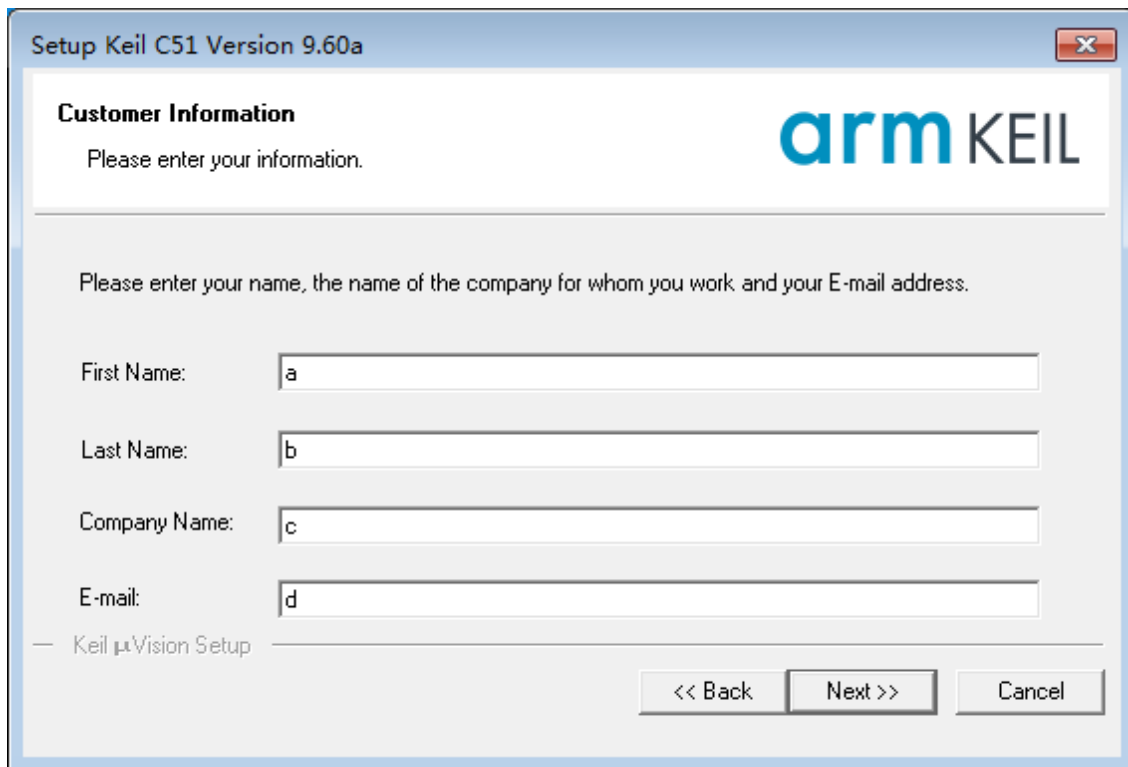 Setup Keil C51 Version 9.60a
Customer Information
Please enter your information.
arm KEIL
Please enter your name, the name of the company for whom you work and your E-mail address.
First Name: a
Last Name: b
Company Name: c
E-mail: d
Keil µVision Setup
<< Back Next >> Cancel